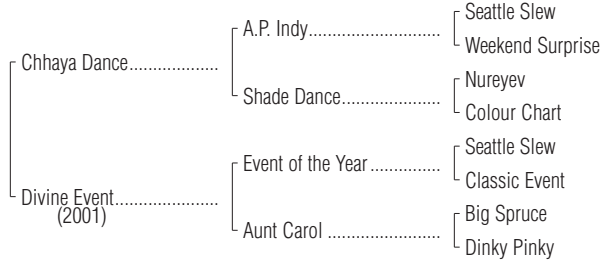 Seattle Slew
A.P. Indy..............................
Weekend Surprise
Chhaya Dance...................
Nureyev
Shade Dance......................
Colour Chart
Seattle Slew
Event of the Year ...............
Classic Event
Divine Event.....................
(2001)
Big Spruce
Aunt Carol .........................
Dinky Pinky